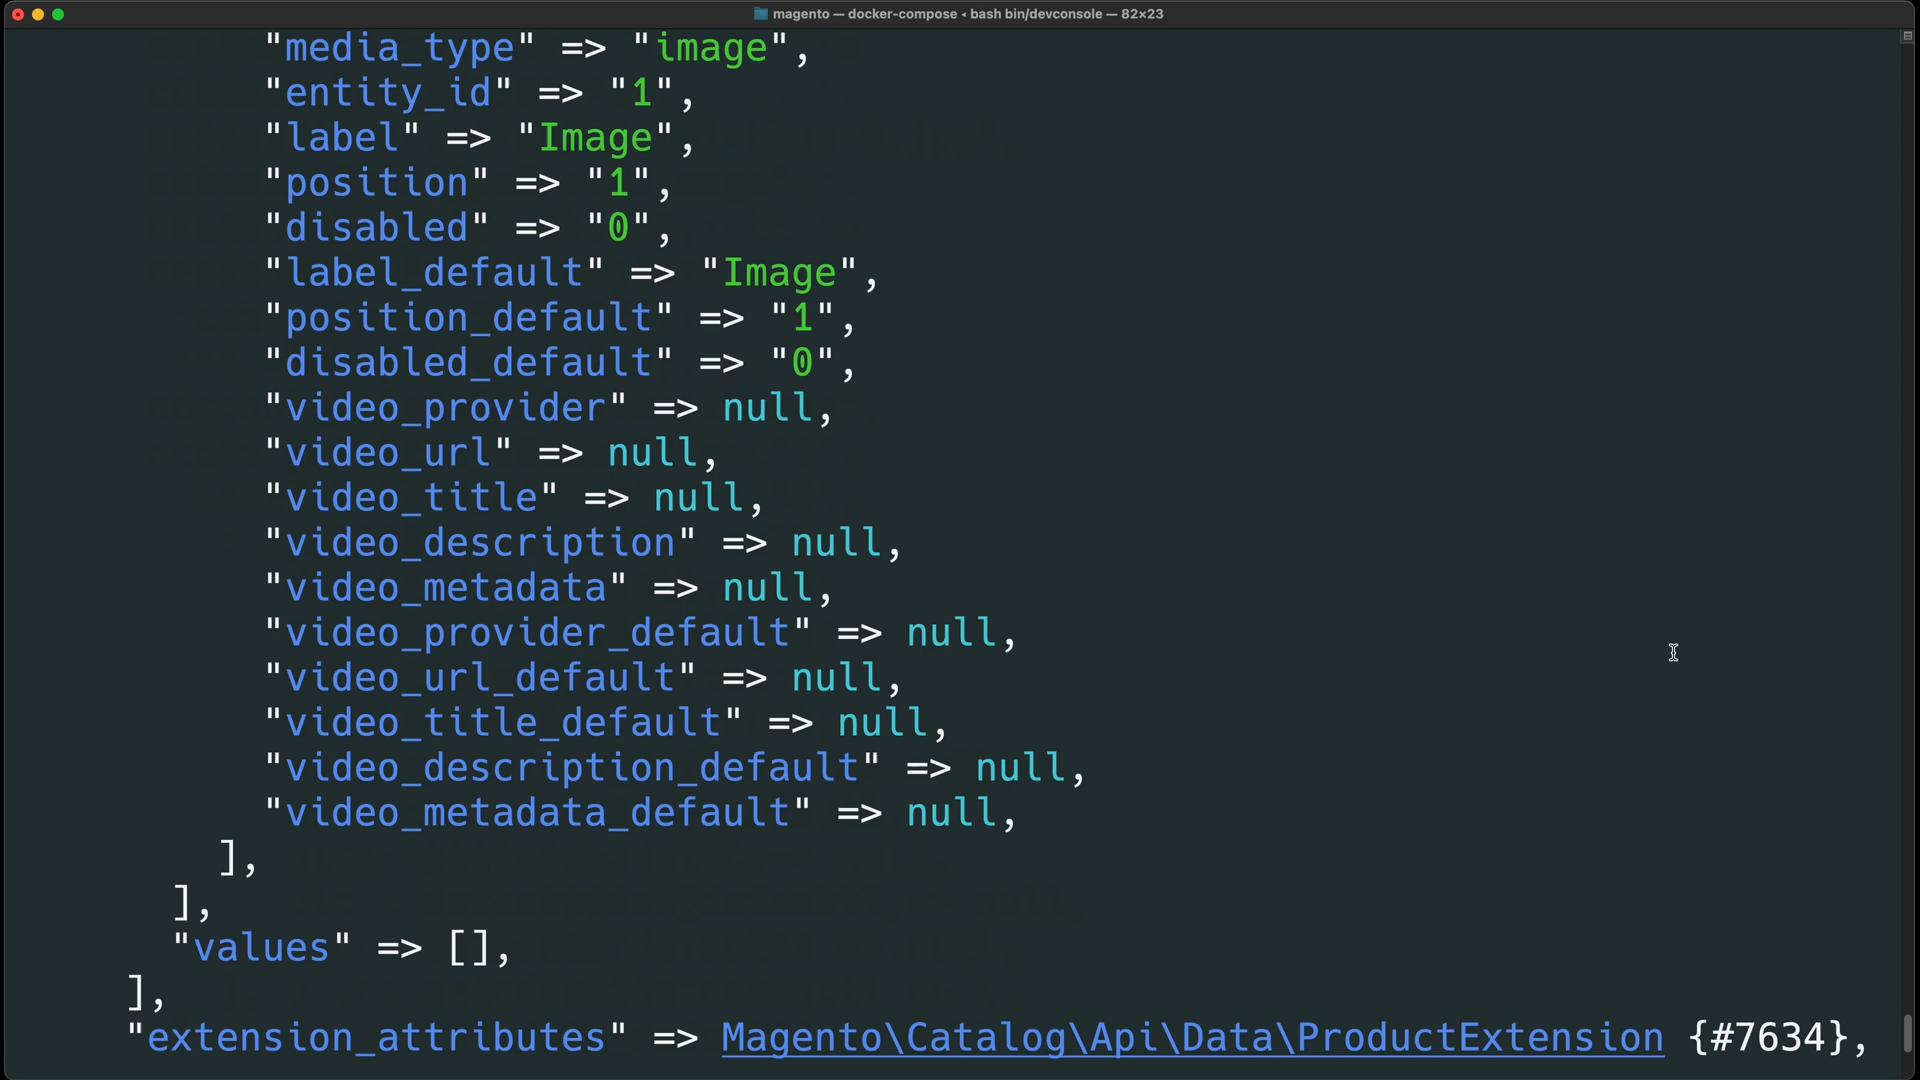 magento — docker-compose ◂ bash bin/devconsole — 82×23
"media_type" => "image",
"entity_id" => "1",
"label" => "Image",
"position" => "1",
"disabled" => "0",
"label_default" => "Image",
"position_default" => "1",
"disabled_default" => "0",
"video_provider" => null,
"video_url" => null,
"video_title" => null,
"video_description" => null,
"video_metadata" => null,
"video_provider_default" => null,
"video_url_default" => null,
"video_title_default" => null,
"video_description_default" => null,
"video_metadata_default" => null,
],
],
"values" => [],
],
"extension_attributes" => Magento\Catalog\Api\Data\ProductExtension {#7634},